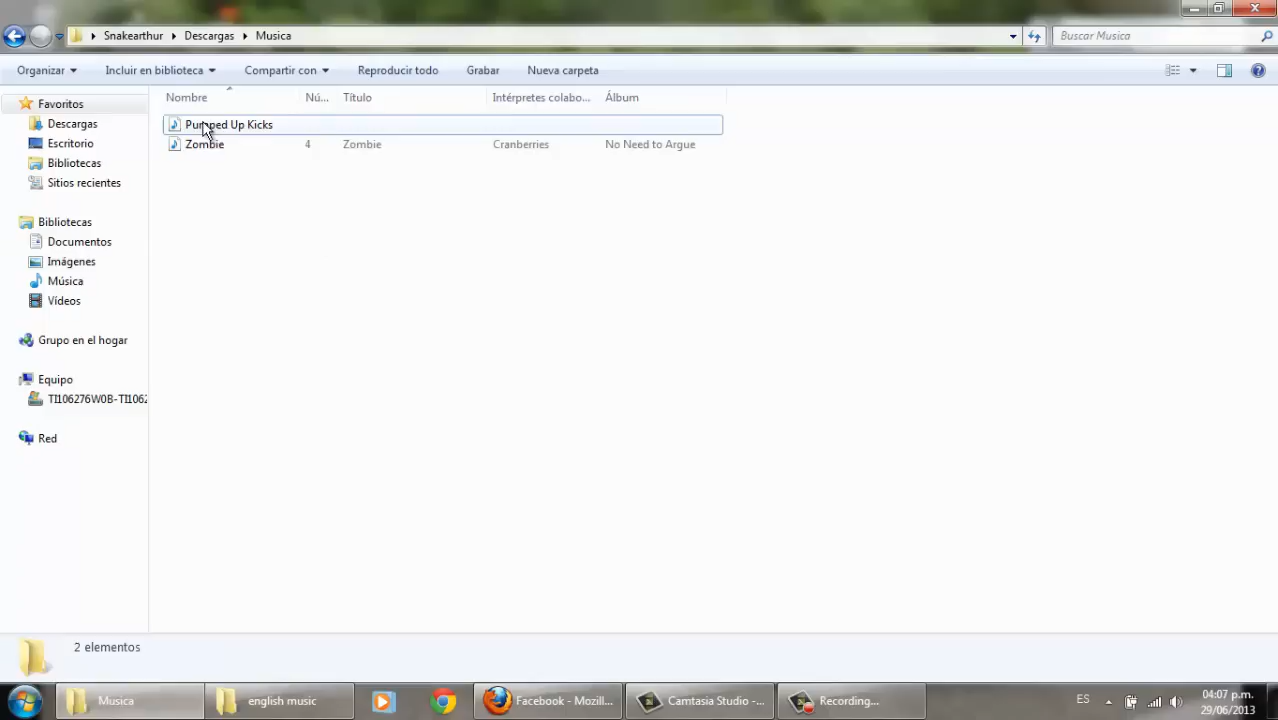 Snakearthur Descargas Musica Buscar Musica
Organizar Incluir en biblioteca Compartir con Reproducir todo Grabar Nueva carpeta
Favoritos
Descargas
Escritorio
Bibliotecas
Sitios recientes
Bibliotecas
Documentos
Imágenes
Música
Vídeos
Grupo en el hogar
Equipo
TI106276W0B-TI1062
Red
Nombre Nú... Título Intérpretes colabo... Álbum
Pumped Up Kicks
Zombie 4 Zombie Cranberries No Need to Argue
2 elementos
Musica english music Facebook - Mozill... Camtasia Studio -... Recording... ES 04:07 p.m.
29/06/2013